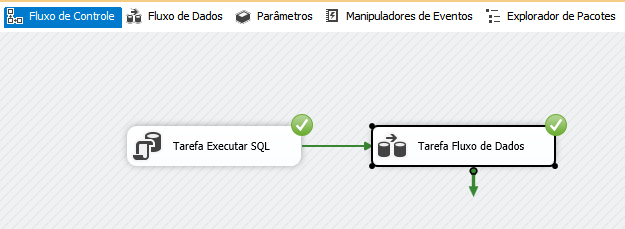 Fluxo de Controle Fluxo de Dados Parâmetros Manipuladores de Eventos Explorador de Pacotes
Tarefa Executar SQL Tarefa Fluxo de Dados